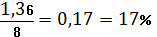 1,36/8 = 0,17 = 17%